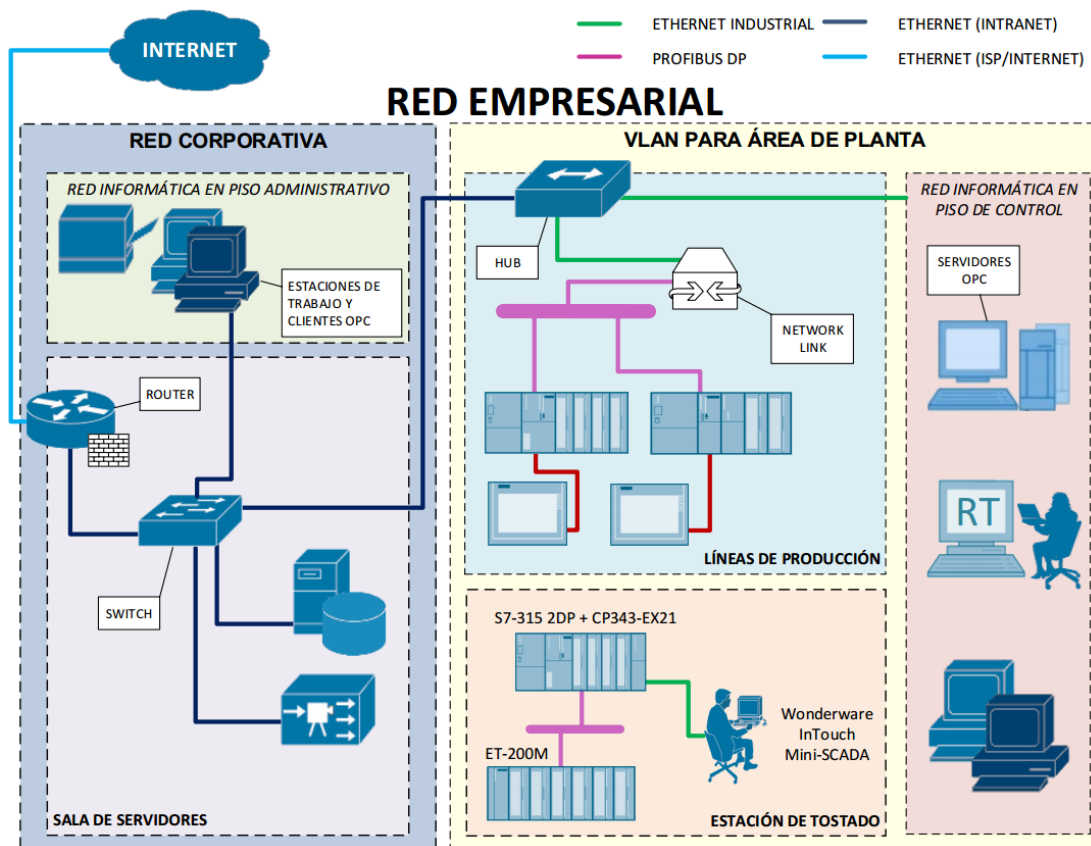 INTERNET
ETHERNET INDUSTRIAL
PROFIBUS DP
ETHERNET (INTRANET)
ETHERNET (ISP/INTERNET)
RED EMPRESARIAL
RED CORPORATIVA
RED INFORMÁTICA EN PISO ADMINISTRATIVO
ESTACIONES DE
TRABAJO Y
CLIENTES OPC
ROUTER
SWITCH
SALA DE SERVIDORES
VLAN PARA ÁREA DE PLANTA
HUB
NETWORK
LINK
LÍNEAS DE PRODUCCIÓN
S7-315 2DP + CP343-EX21
ET-200M
Wonderware
InTouch
Mini-SCADA
ESTACIÓN DE TOSTADO
RED INFORMÁTICA EN
PISO DE CONTROL
SERVIDORES
OPC
RT